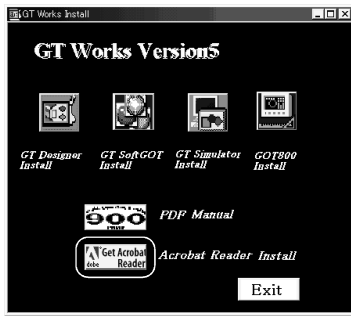 GT Works Install
GT Works Version5
GT Designer
Install
GT SoftGOT
Install
GT Simulator
Install
GOT800
Install
900
PDF Manual
Get Acrobat
Reader
Adobe
Acrobat Reader Install
Exit